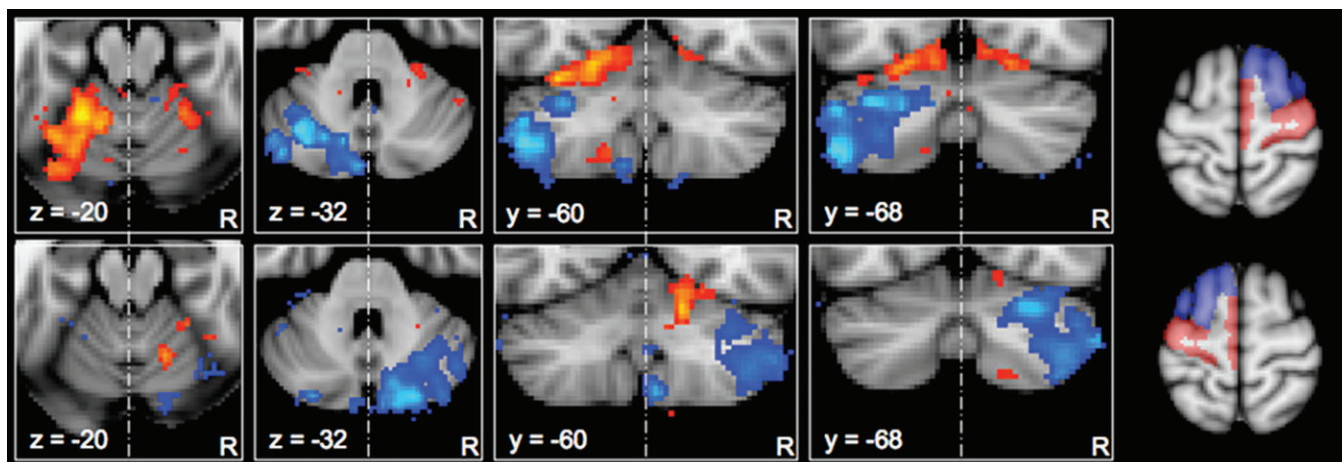 z = -20 R
z = -32 R
y = -60 R
y = -68 R
z = -20 R
z = -32 R
y = -60 R
y = -68 R